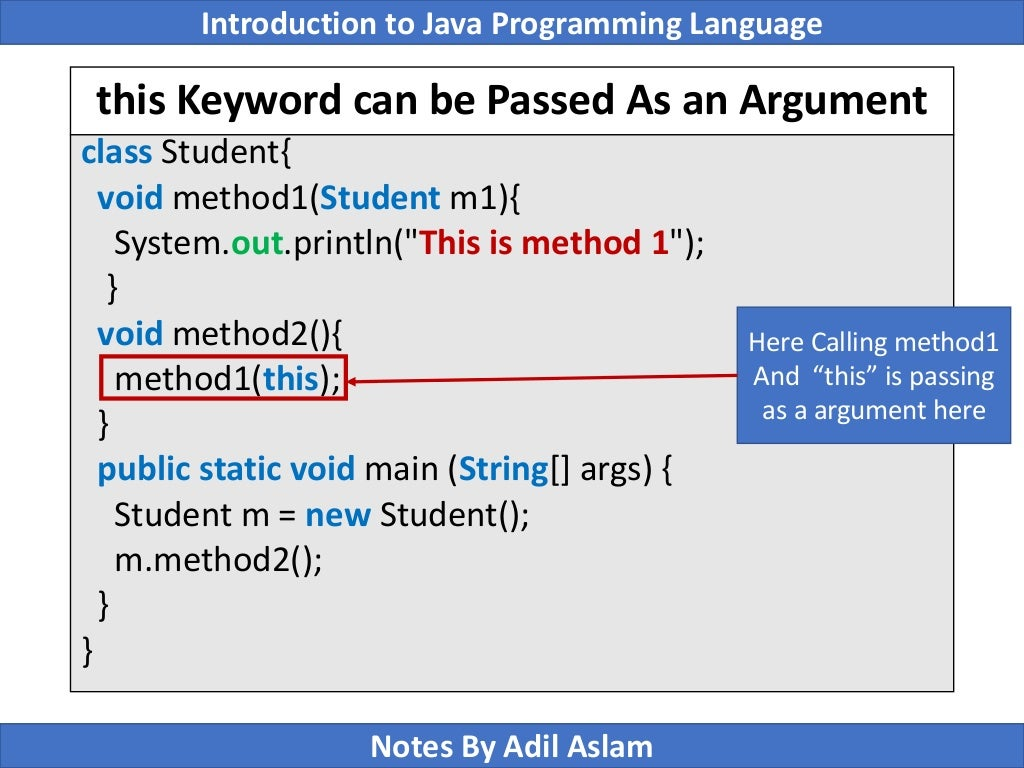 Introduction to Java Programming Language
this Keyword can be Passed As an Argument
class Student{
void method1(Student m1){
System.out.println("This is method 1");
}
void method2(){
method1(this);
}
public static void main (String[] args) {
Student m = new Student();
m.method2();
}
}
Here Calling method1
And “this” is passing
as a argument here
Notes By Adil Aslam